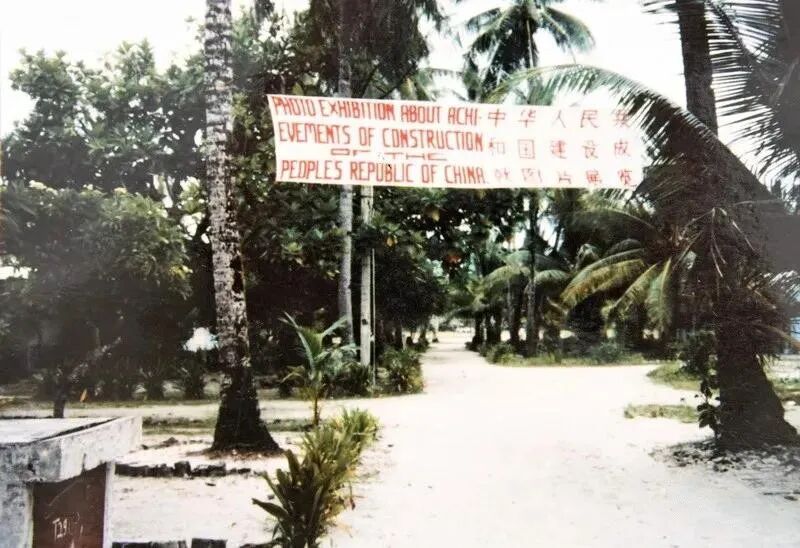 PHOTO EXHIBITION ABOUT ACHI-
EVEMENTS OF CONSTRUCTION
OF THE
PEOPLES REPUBLIC OF CHINA.
中华人民共
和国建设成
就图片展览